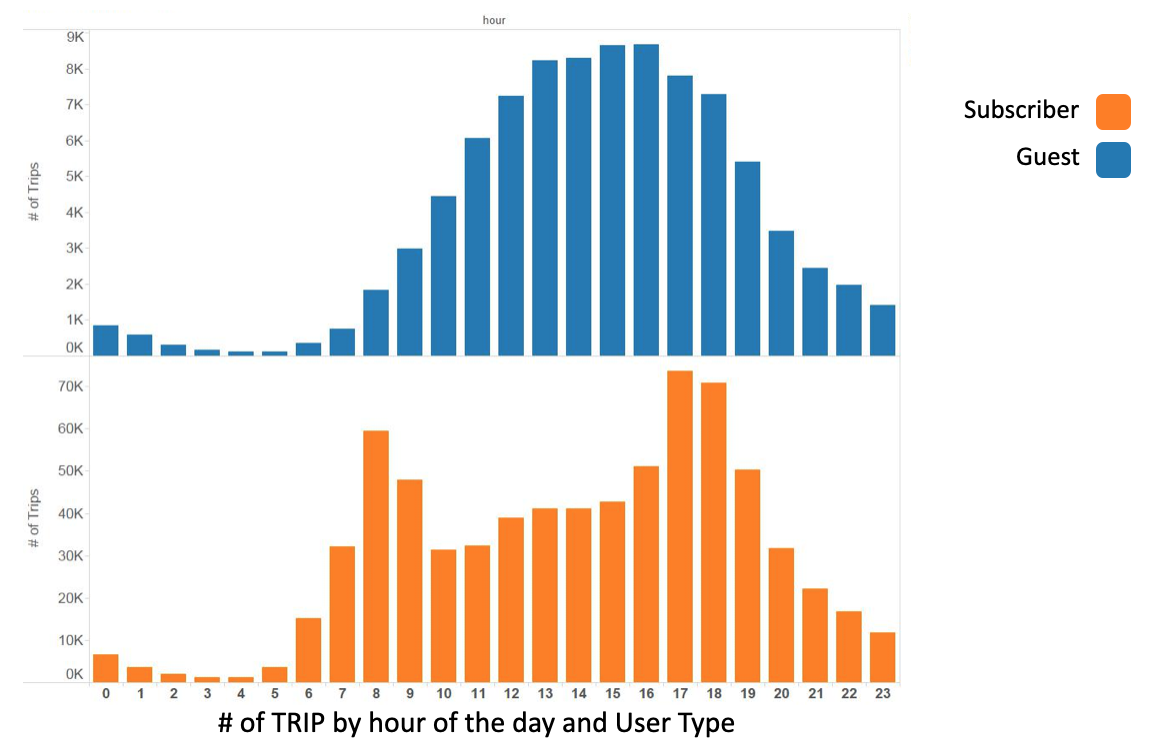 hour
9K
8K
7K
6K
5K
4K
3K
2K
1K
0K
# of Trips
Subscriber
Guest
70K
60K
50K
40K
30K
20K
10K
0K
# of Trips
0 1 2 3 4 5 6 7 8 9 10 11 12 13 14 15 16 17 18 19 20 21 22 23
# of TRIP by hour of the day and User Type